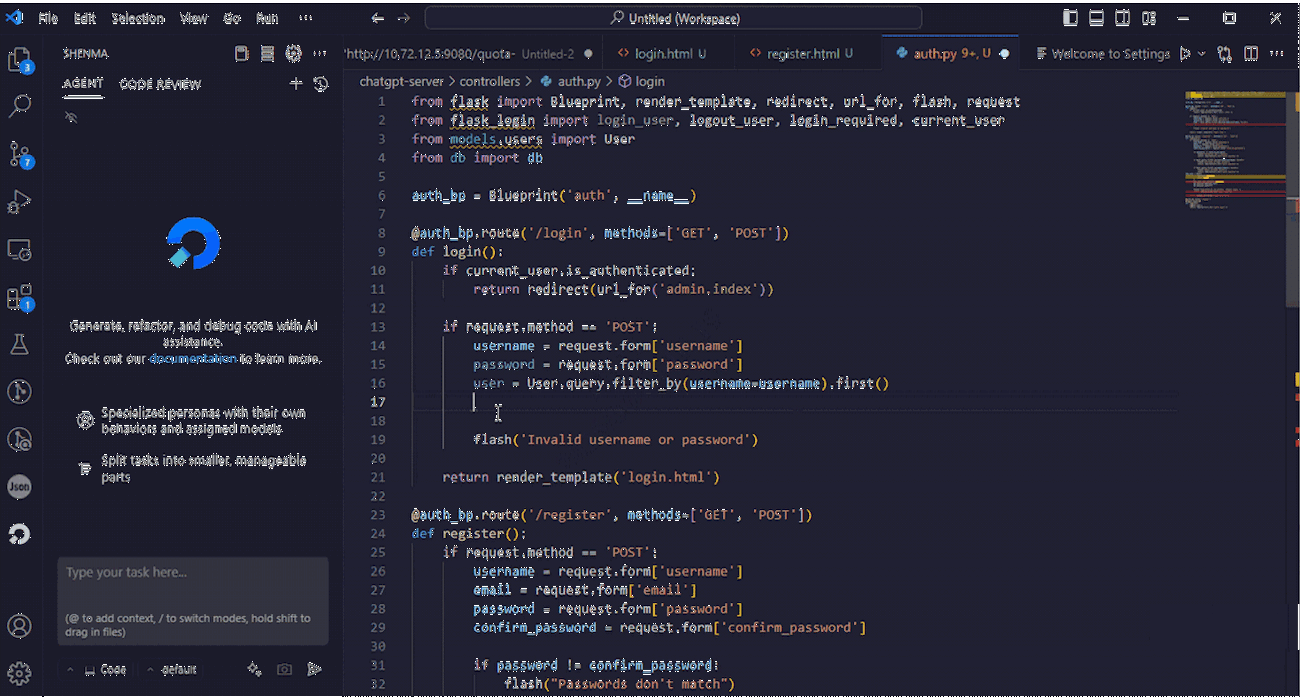 File Edit Selection View Go Run ···
Untitled (Workspace)
SHENMA
AGENT CODE REVIEW
Generate, refactor, and debug code with AI
assistance.
Check out our documentation to learn more.
Specialized personas with their own
behaviors and assigned models
Split tasks into smaller, manageable
parts
Type your task here...
(@ to add context, / to switch modes, hold shift to
drag in files)
Code default
3
7
1
Json
'http://10.72.12.5:9080/quota- Untitled-2 login.html U register.html U auth.py 9+, U Welcome to Settings
chatgpt-server > controllers > auth.py > login
1 from flask import Blueprint, render_template, redirect, url_for, flash, request
2 from flask_login import login_user, logout_user, login_required, current_user
3 from models.users import User
4 from db import db
5
6 auth_bp = Blueprint('auth', __name__)
7
8 @auth_bp.route('/login', methods=['GET', 'POST'])
9 def login():
10 if current_user.is_authenticated:
11 return redirect(url_for('admin.index'))
12
13 if request.method == 'POST':
14 username = request.form['username']
15 password = request.form['password']
16 user = User.query.filter_by(username=username).first()
17
18
19 flash('Invalid username or password')
20
21 return render_template('login.html')
22
23 @auth_bp.route('/register', methods=['GET', 'POST'])
24 def register():
25 if request.method == 'POST':
26 username = request.form['username']
27 email = request.form['email']
28 password = request.form['password']
29 confirm_password = request.form['confirm_password']
30
31 if password != confirm_password:
32 flash("Passwords don't match")